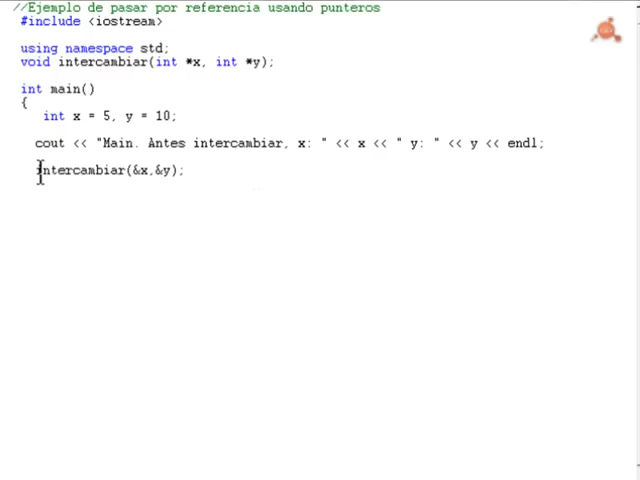 //Ejemplo de pasar por referencia usando punteros
#include <iostream>
using namespace std;
void intercambiar(int *x, int *y);
int main()
{
int x = 5, y = 10;
cout << "Main. Antes intercambiar, x: " << x << " y: " << y << endl;
intercambiar(&x,&y);